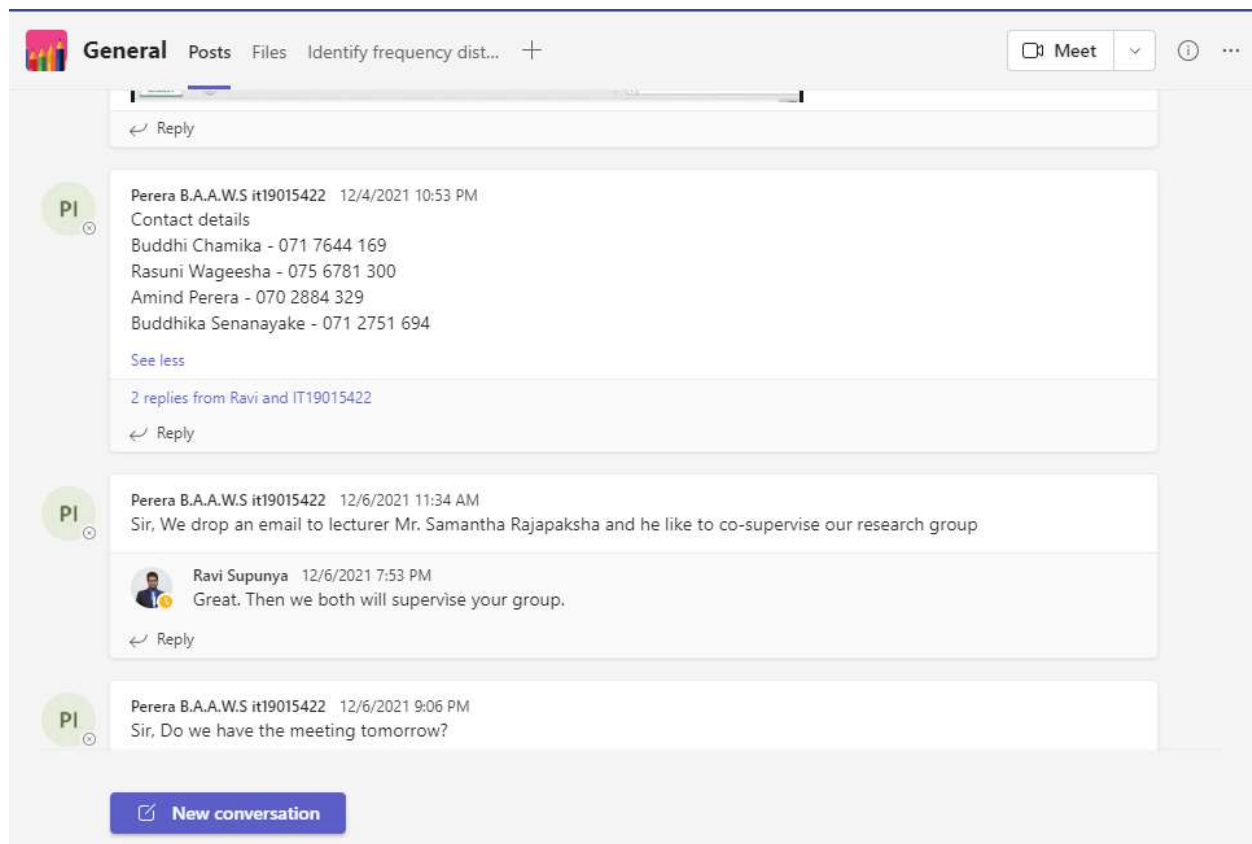 General Posts Files Identify frequency dist... Meet
Reply
PI
Perera B.A.A.W.S it19015422 12/4/2021 10:53 PM
Contact details
Buddhi Chamika - 071 7644 169
Rasuni Wageesha - 075 6781 300
Amind Perera - 070 2884 329
Buddhika Senanayake - 071 2751 694
See less
2 replies from Ravi and IT19015422
Reply
PI
Perera B.A.A.W.S it19015422 12/6/2021 11:34 AM
Sir, We drop an email to lecturer Mr. Samantha Rajapaksha and he like to co-supervise our research group
Ravi Supunya 12/6/2021 7:53 PM
Great. Then we both will supervise your group.
Reply
PI
Perera B.A.A.W.S it19015422 12/6/2021 9:06 PM
Sir, Do we have the meeting tomorrow?
New conversation